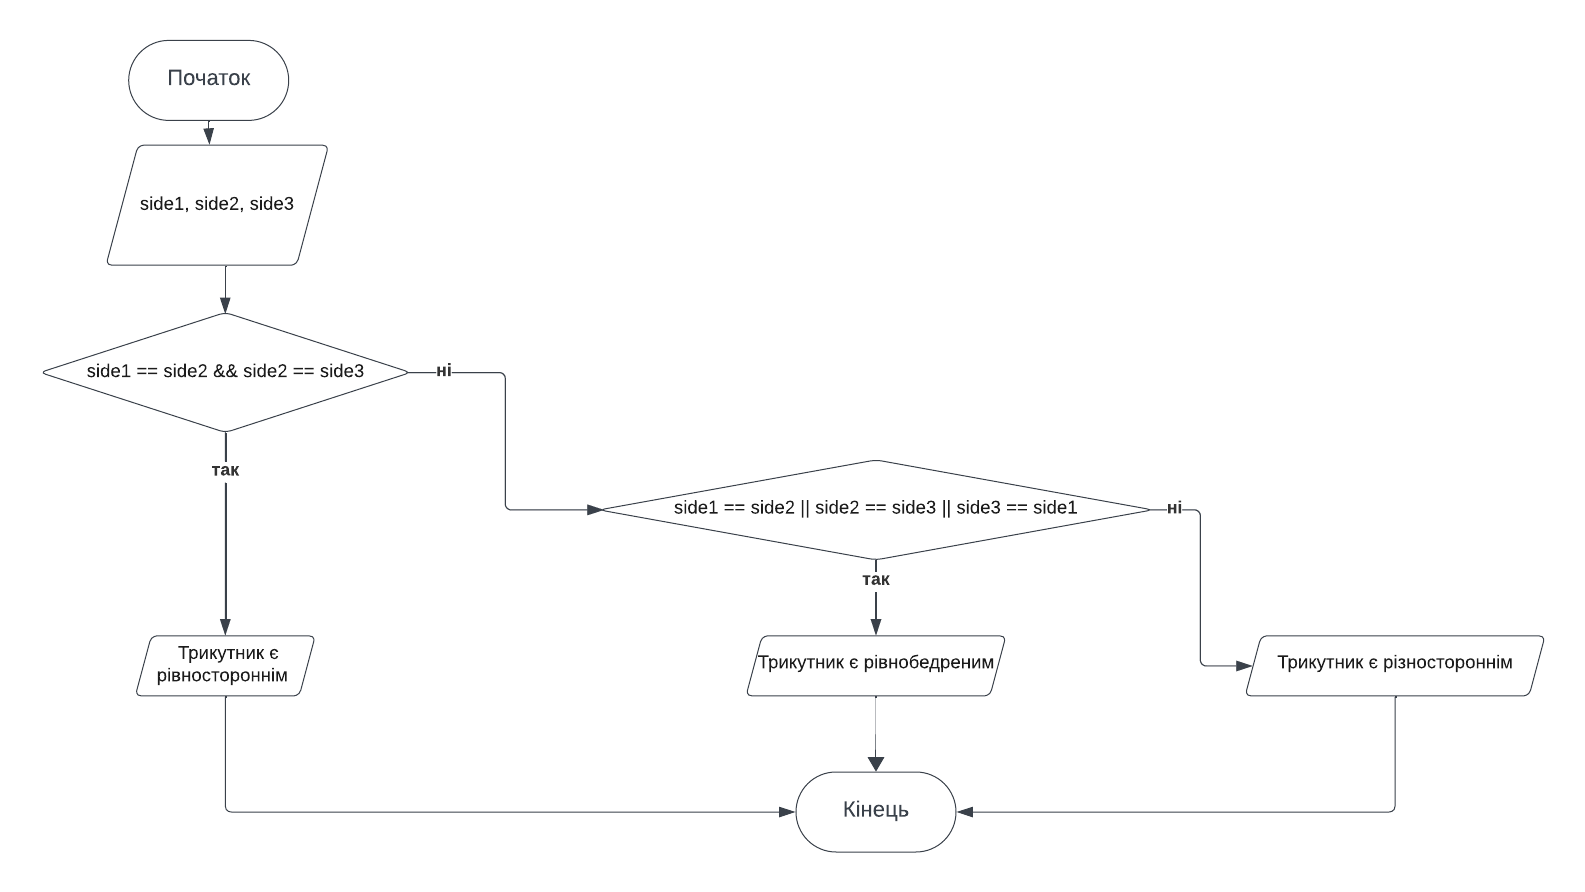 Початок
side1, side2, side3
side1 == side2 && side2 == side3
ні
так
side1 == side2 || side2 == side3 || side3 == side1
ні
так
Трикутник є
рівностороннім
Трикутник є рівнобедреним
Трикутник є різностороннім
Кінець